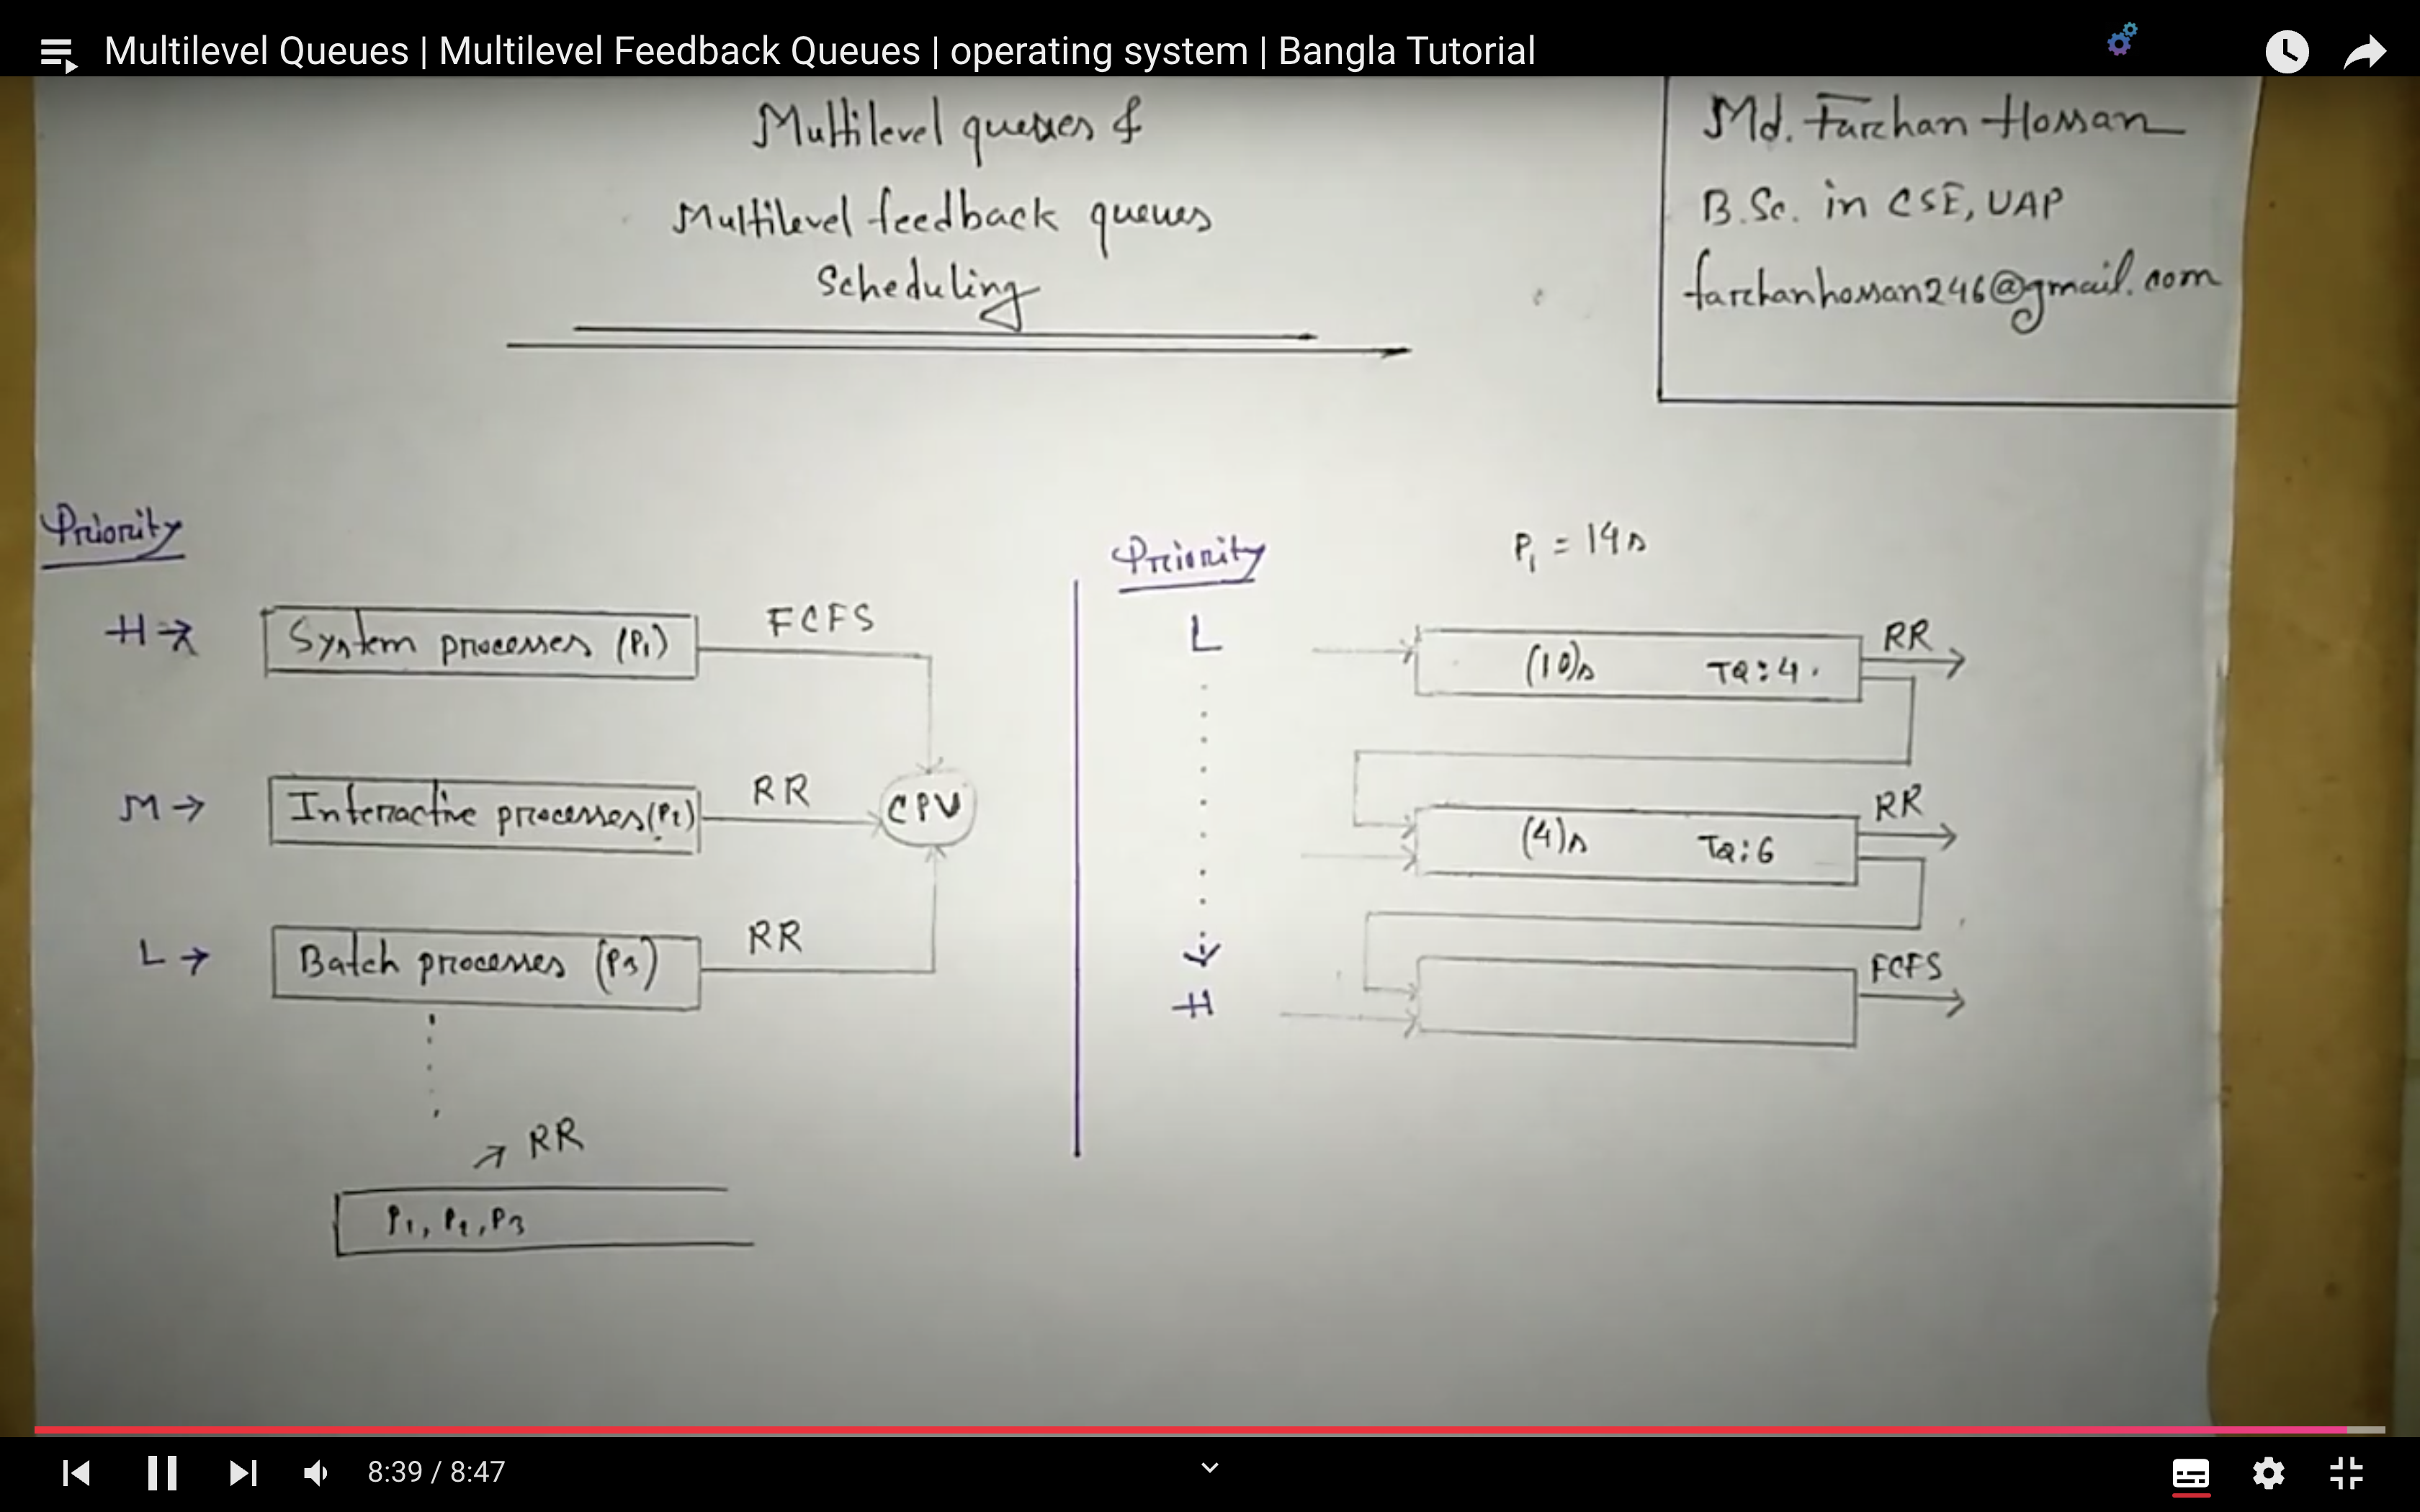 Multilevel Queues | Multilevel Feedback Queues | operating system | Bangla Tutorial
Multilevel queues &
Multilevel feedback queues
Scheduling
Md. Farhan Hossan
B.Sc. in CSE, UAP
farhanhossan246@gmail.com
Priority
H → System processes (P1) FCFS
M → Interactive processes (P2) RR
CPU
L → Batch processes (P3) RR
RR
P1, P2, P3
Priority
P1 = 14s
L
(10)s TQ: 4 RR
(4)s TQ: 6 RR
H
FCFS
8:39 / 8:47